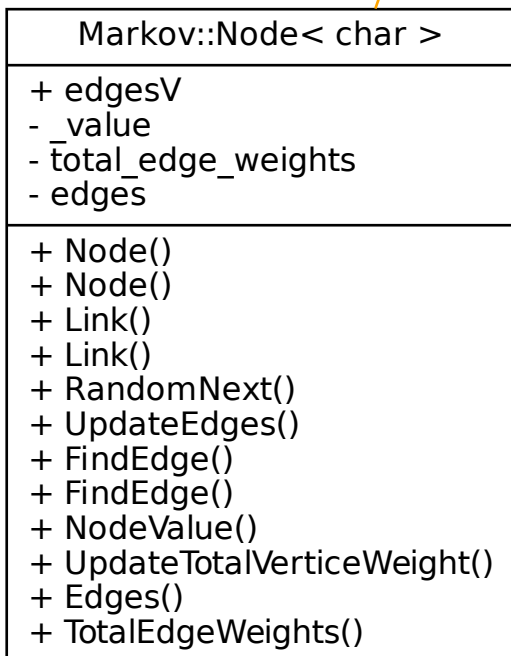 Markov::Node< char >
+ edgesV
- _value
- total_edge_weights
- edges
+ Node()
+ Node()
+ Link()
+ Link()
+ RandomNext()
+ UpdateEdges()
+ FindEdge()
+ FindEdge()
+ NodeValue()
+ UpdateTotalVerticeWeight()
+ Edges()
+ TotalEdgeWeights()